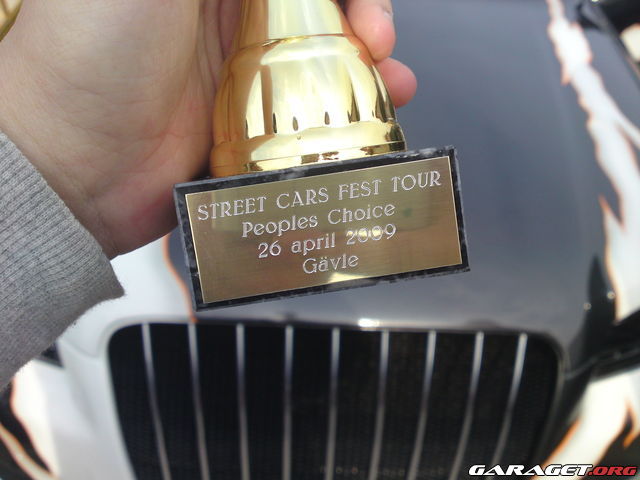 STREET CARS FEST TOUR
Peoples Choice
26 april 2009
Gävle
GARAGET.ORG